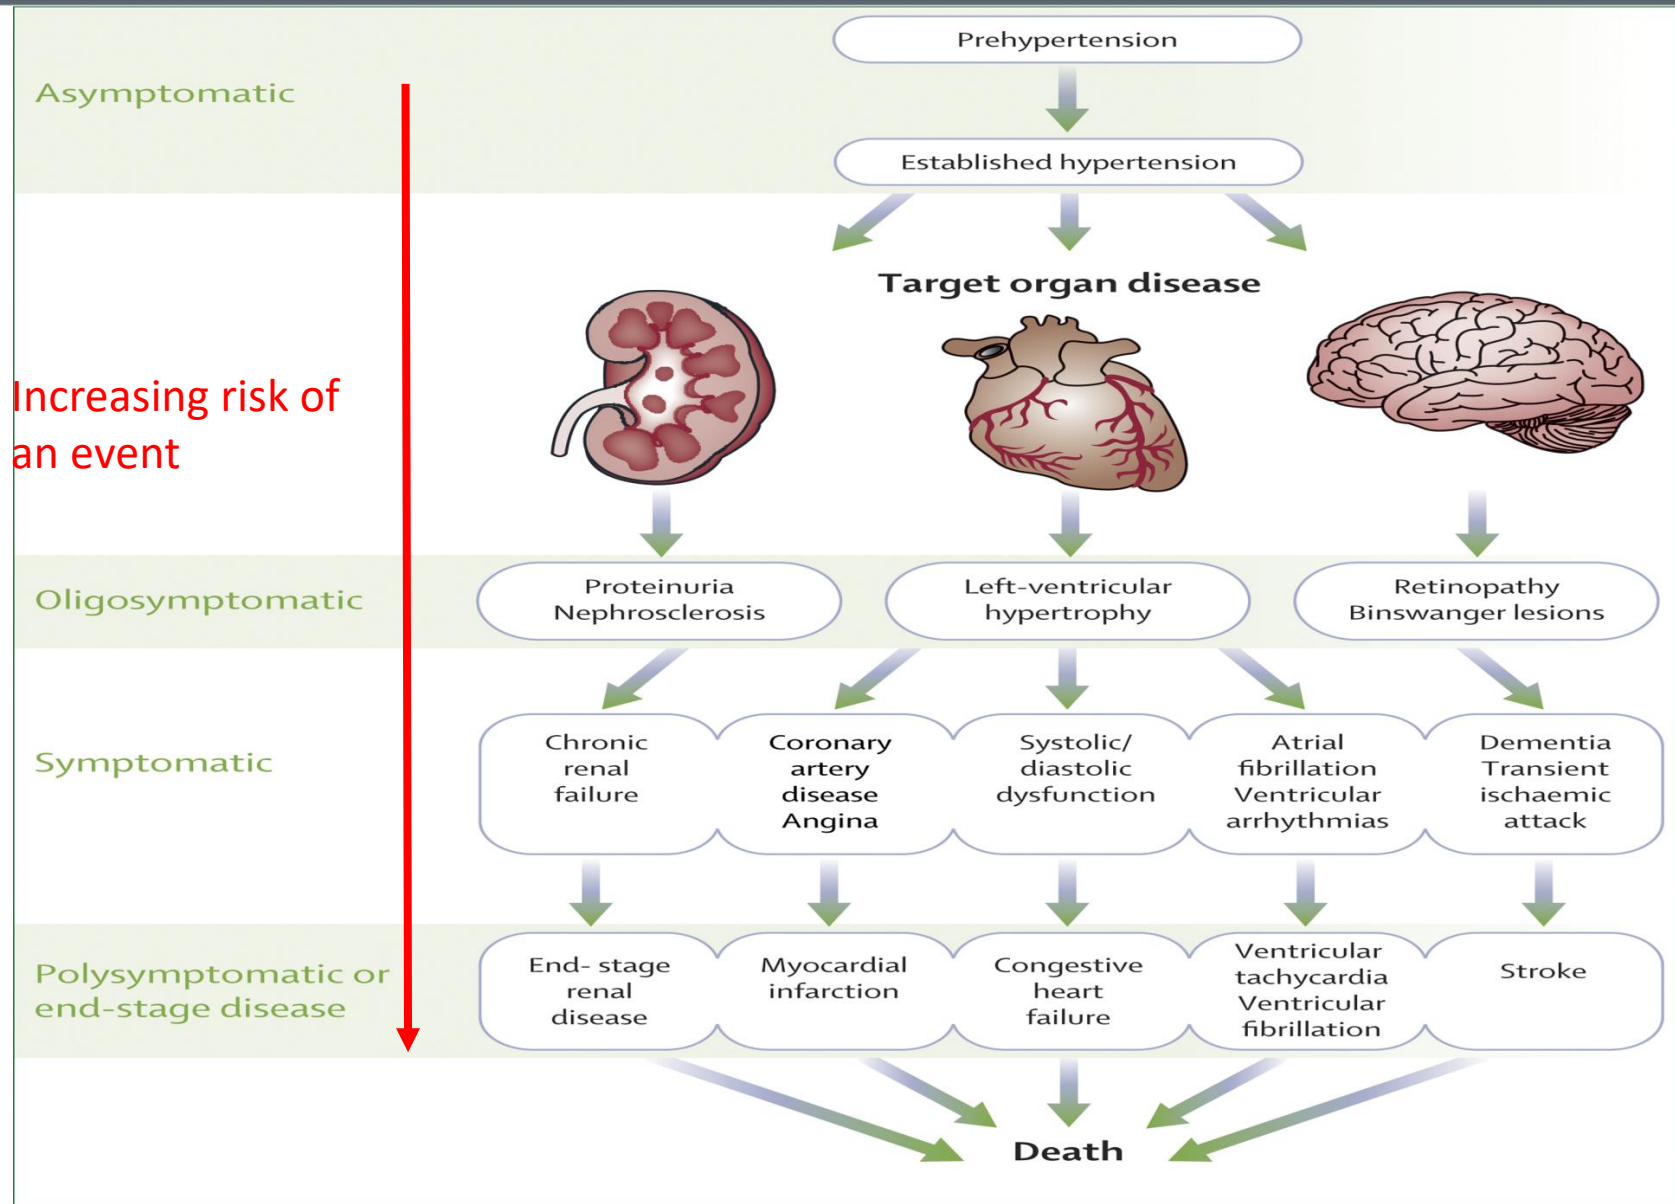 Prehypertension
Asymptomatic
Established hypertension
Target organ disease
Increasing risk of
an event
Oligosymptomatic
Proteinuria
Nephrosclerosis
Left-ventricular
hypertrophy
Retinopathy
Binswanger lesions
Symptomatic
Chronic
renal
failure
Coronary
artery
disease
Angina
Systolic/
diastolic
dysfunction
Atrial
fibrillation
Ventricular
arrhythmias
Dementia
Transient
ischaemic
attack
Polysymptomatic or
end-stage disease
End- stage
renal
disease
Myocardial
infarction
Congestive
heart
failure
Ventricular
tachycardia
Ventricular
fibrillation
Stroke
Death